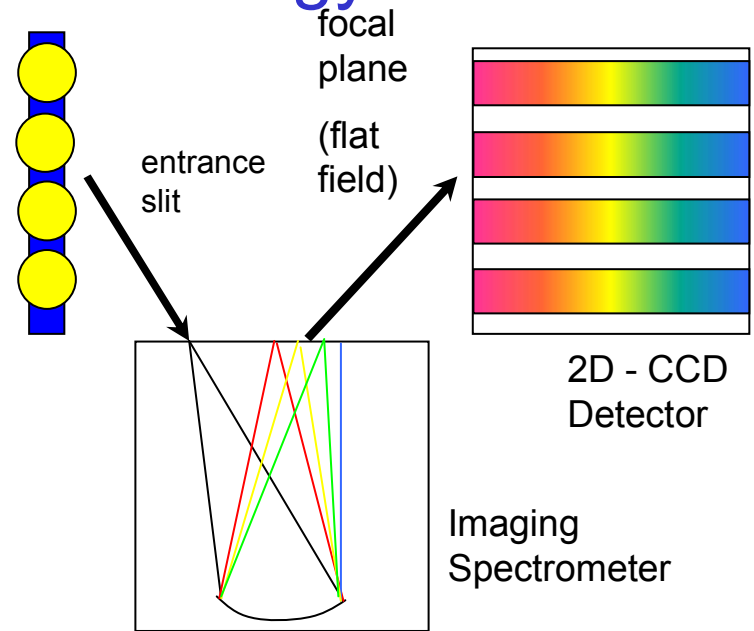 focal
plane
(flat
field)
entrance
slit
2D - CCD
Detector
Imaging
Spectrometer